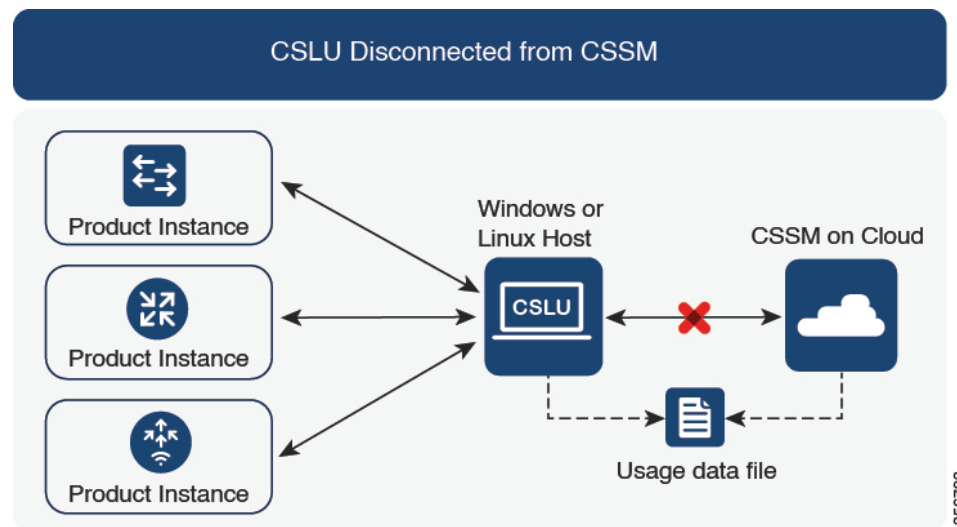 CSLU Disconnected from CSSM
Product Instance
Product Instance
Product Instance
Windows or
Linux Host
CSLU
CSSM on Cloud
Usage data file